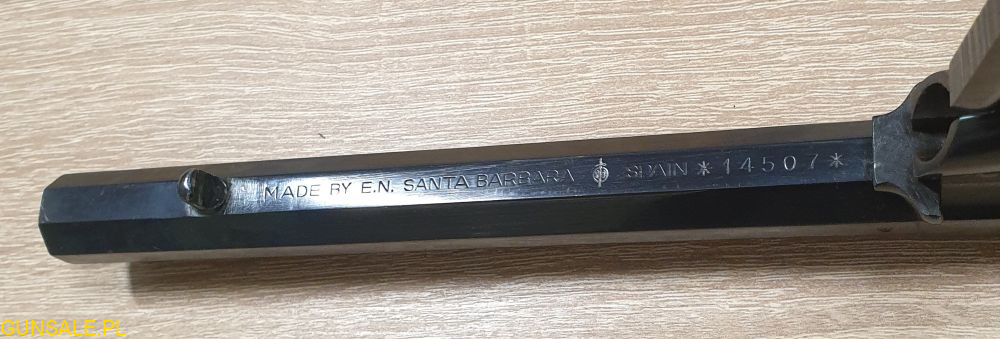 MADE BY E.N. SANTA BARBARA SPAIN *14507*
GUNSALE.PL